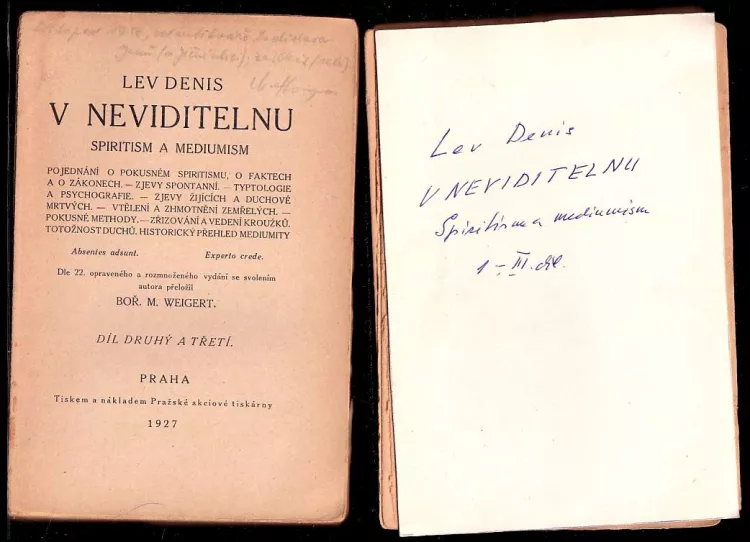 LEV DENIS
V NEVIDITELNU
SPIRITISM A MEDIUMISM
POJEDNÁNÍ O POKUSNÉM SPIRITISMU, O FAKTECH
A O ZÁKONECH. — ZJEVY SPONTANNÍ. — TYPTOLOGIE
A PSYCHOGRAFIE. — ZJEVY ŽIJÍCÍCH A DUCHOVÉ
MRTVÝCH. — VTĚLENÍ A ZHMOTNĚNÍ ZEMŘELÝCH. —
POKUSNÉ METHODY. — ZŘIZOVÁNÍ A VEDENÍ KROUŽKŮ.
TOTOŽNOST DUCHŮ. HISTORICKÝ PŘEHLED MEDIUMITY
Absentes adsunt. Experto crede.
Dle 22. opraveného a rozmnoženého vydání se svolením
autora přeložil
BOŘ. M. WEIGERT.
DÍL DRUHÝ A TŘETÍ.
PRAHA
Tiskem a nákladem Pražské akciové tiskárny
1927
Lev Denis
V NEVIDITELNU
Spiritisma mediumism
1-III. díl.